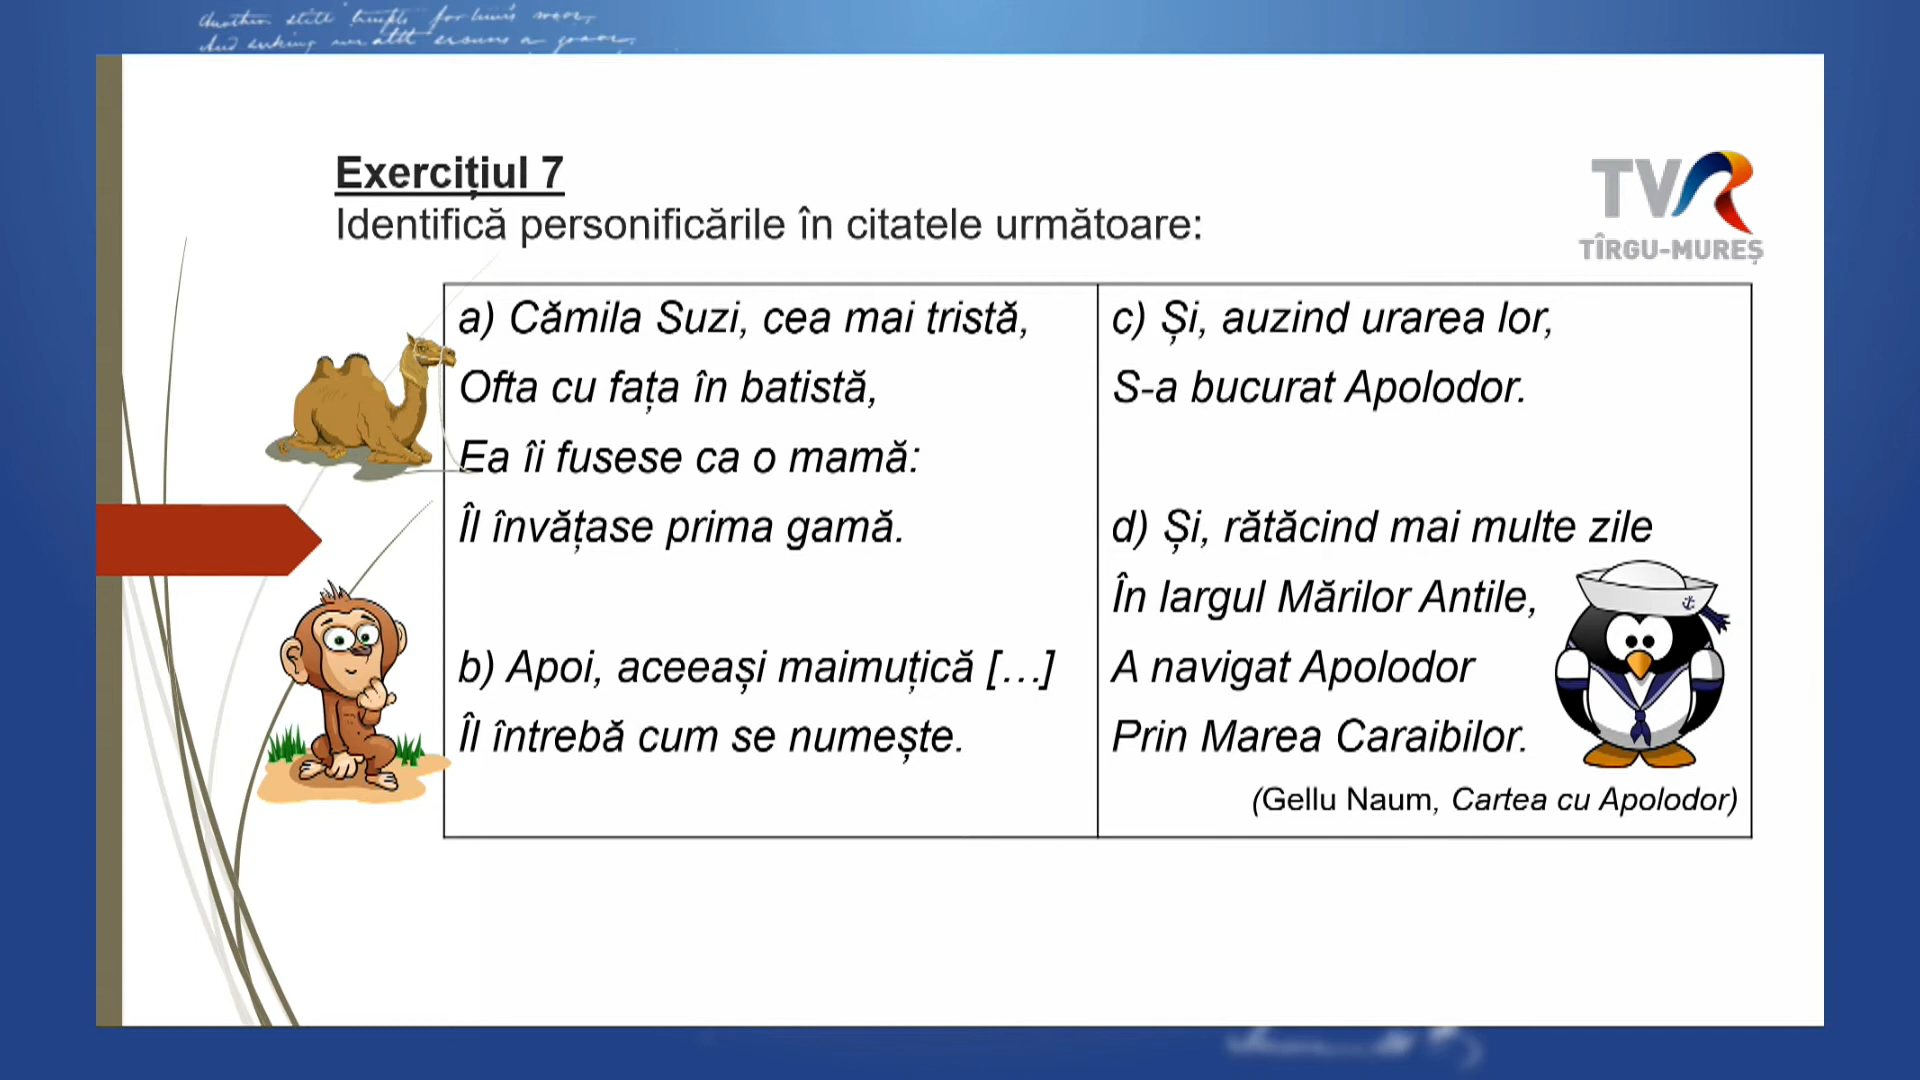 Exercițiul 7
Identifică personificările în citatele următoare:
TVR
TÎRGU-MUREȘ
a) Cămila Suzi, cea mai tristă,
Ofta cu fața în batistă,
Ea îi fusese ca o mamă:
Îl învățase prima gamă.
b) Apoi, aceeași maimuțică [...]
Îl întrebă cum se numește.
c) Și, auzind urarea lor,
S-a bucurat Apolodor.
d) Și, rătăcind mai multe zile
În largul Mărilor Antile,
A navigat Apolodor
Prin Marea Caraibilor.
(Gellu Naum, Cartea cu Apolodor)